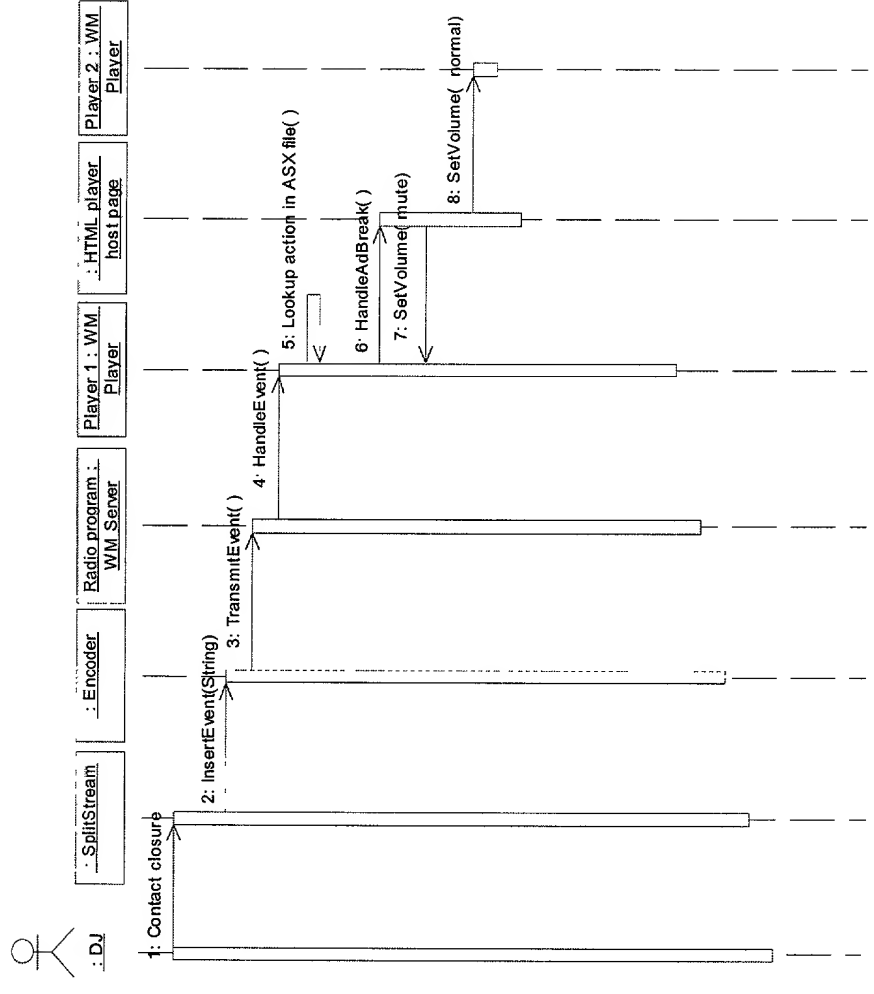 : DJ
: SplitStream
: Encoder
Radio program :
WM Server
Player 1 : WM
Player
: HTML player
host page
Player 2 : WM
Player
1: Contact closure
2: InsertEvent(String)
3: TransmitEvent( )
4: HandleEvent( )
5: Lookup action in ASX file( )
6: HandleAdBreak( )
7: SetVolume( mute)
8: SetVolume( normal)